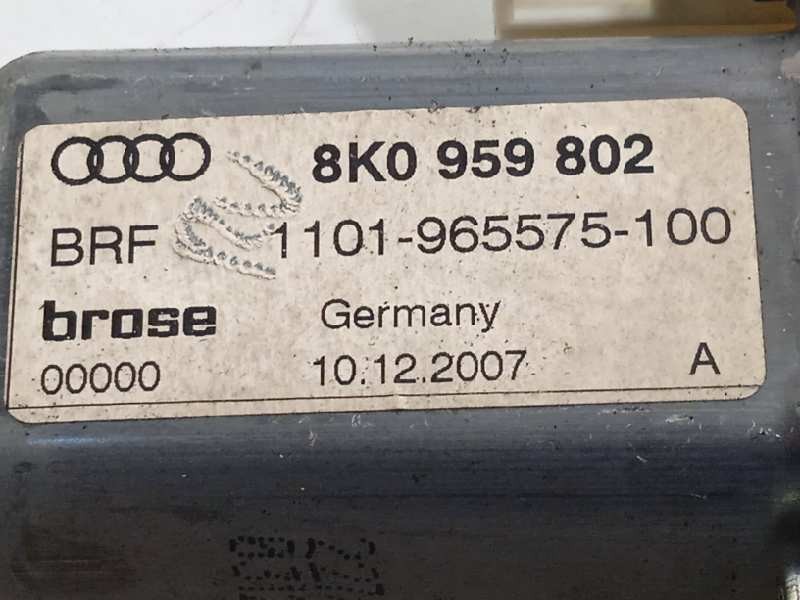 8K0 959 802
BRF 1101-965575-100
brose Germany
00000 10.12.2007 A